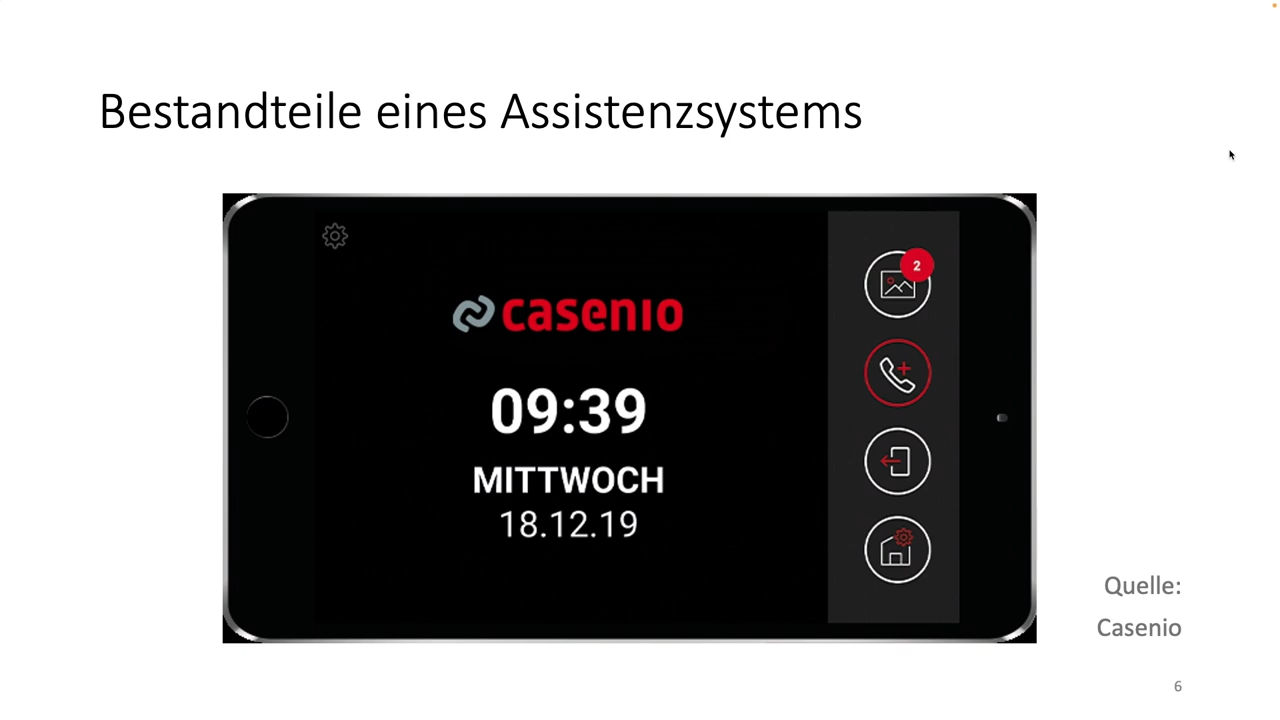 Bestandteile eines Assistenzsystems
2
casenio
09:39
MITTWOCH
18.12.19
Quelle:
Casenio
6